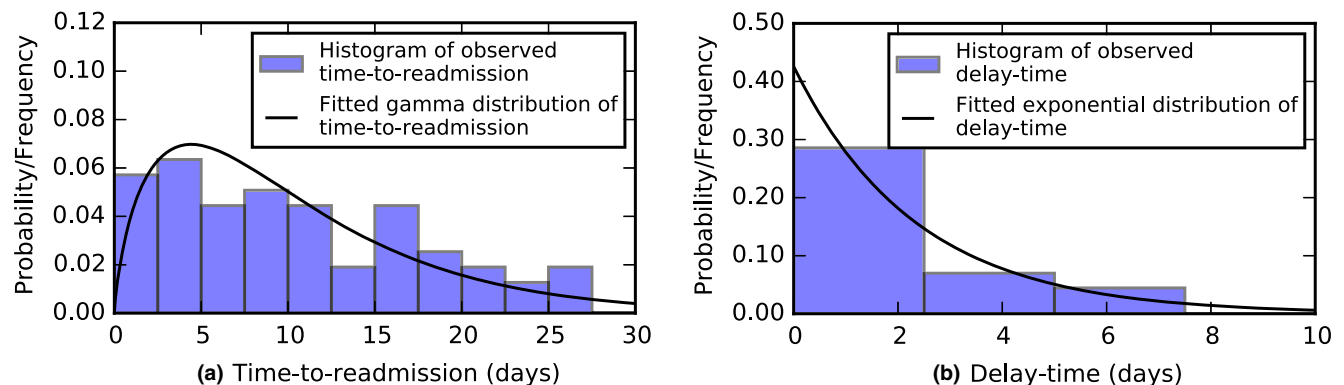 0.12
0.10
0.08
0.06
0.04
0.02
0.00
Probability/Frequency
Histogram of observed
time-to-readmission
Fitted gamma distribution of
time-to-readmission
0 5 10 15 20 25 30
(a) Time-to-readmission (days)
0.50
0.40
0.30
0.20
0.10
0.00
Probability/Frequency
Histogram of observed
delay-time
Fitted exponential distribution of
delay-time
0 2 4 6 8 10
(b) Delay-time (days)